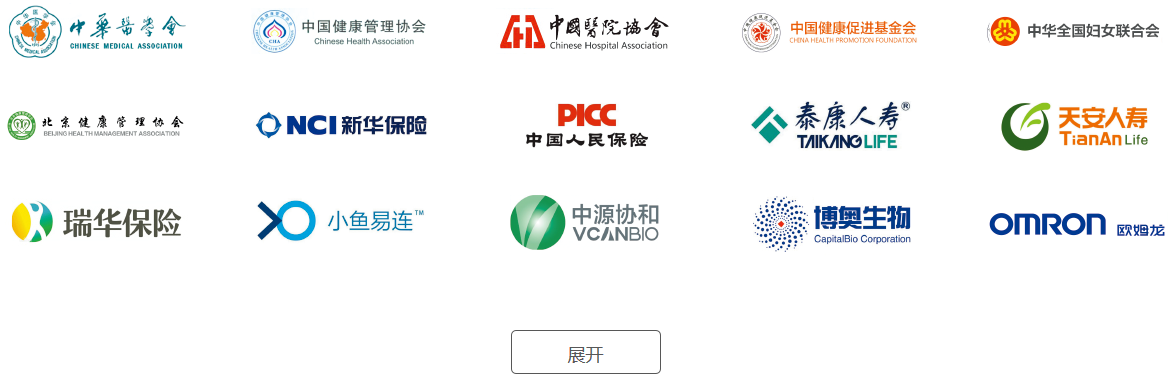 中華醫學會
CHINESE MEDICAL ASSOCIATION
中国健康管理协会
Chinese Health Association
CHA
中國醫院協會
Chinese Hospital Association
中国健康促进基金会
CHINA HEALTH PROMOTION FOUNDATION
中华全国妇女联合会
北京健康管理协会
BEIJING HEALTH MANAGEMENT ASSOCIATION
NCI 新华保险
PICC
中国人民保险
泰康人寿®
TAIKANG LIFE
天安人寿
TianAn Life
瑞华保险
小鱼易连™
中源协和
VCANBIO
博奥生物
CapitalBio Corporation
OMRON 欧姆龙
展开